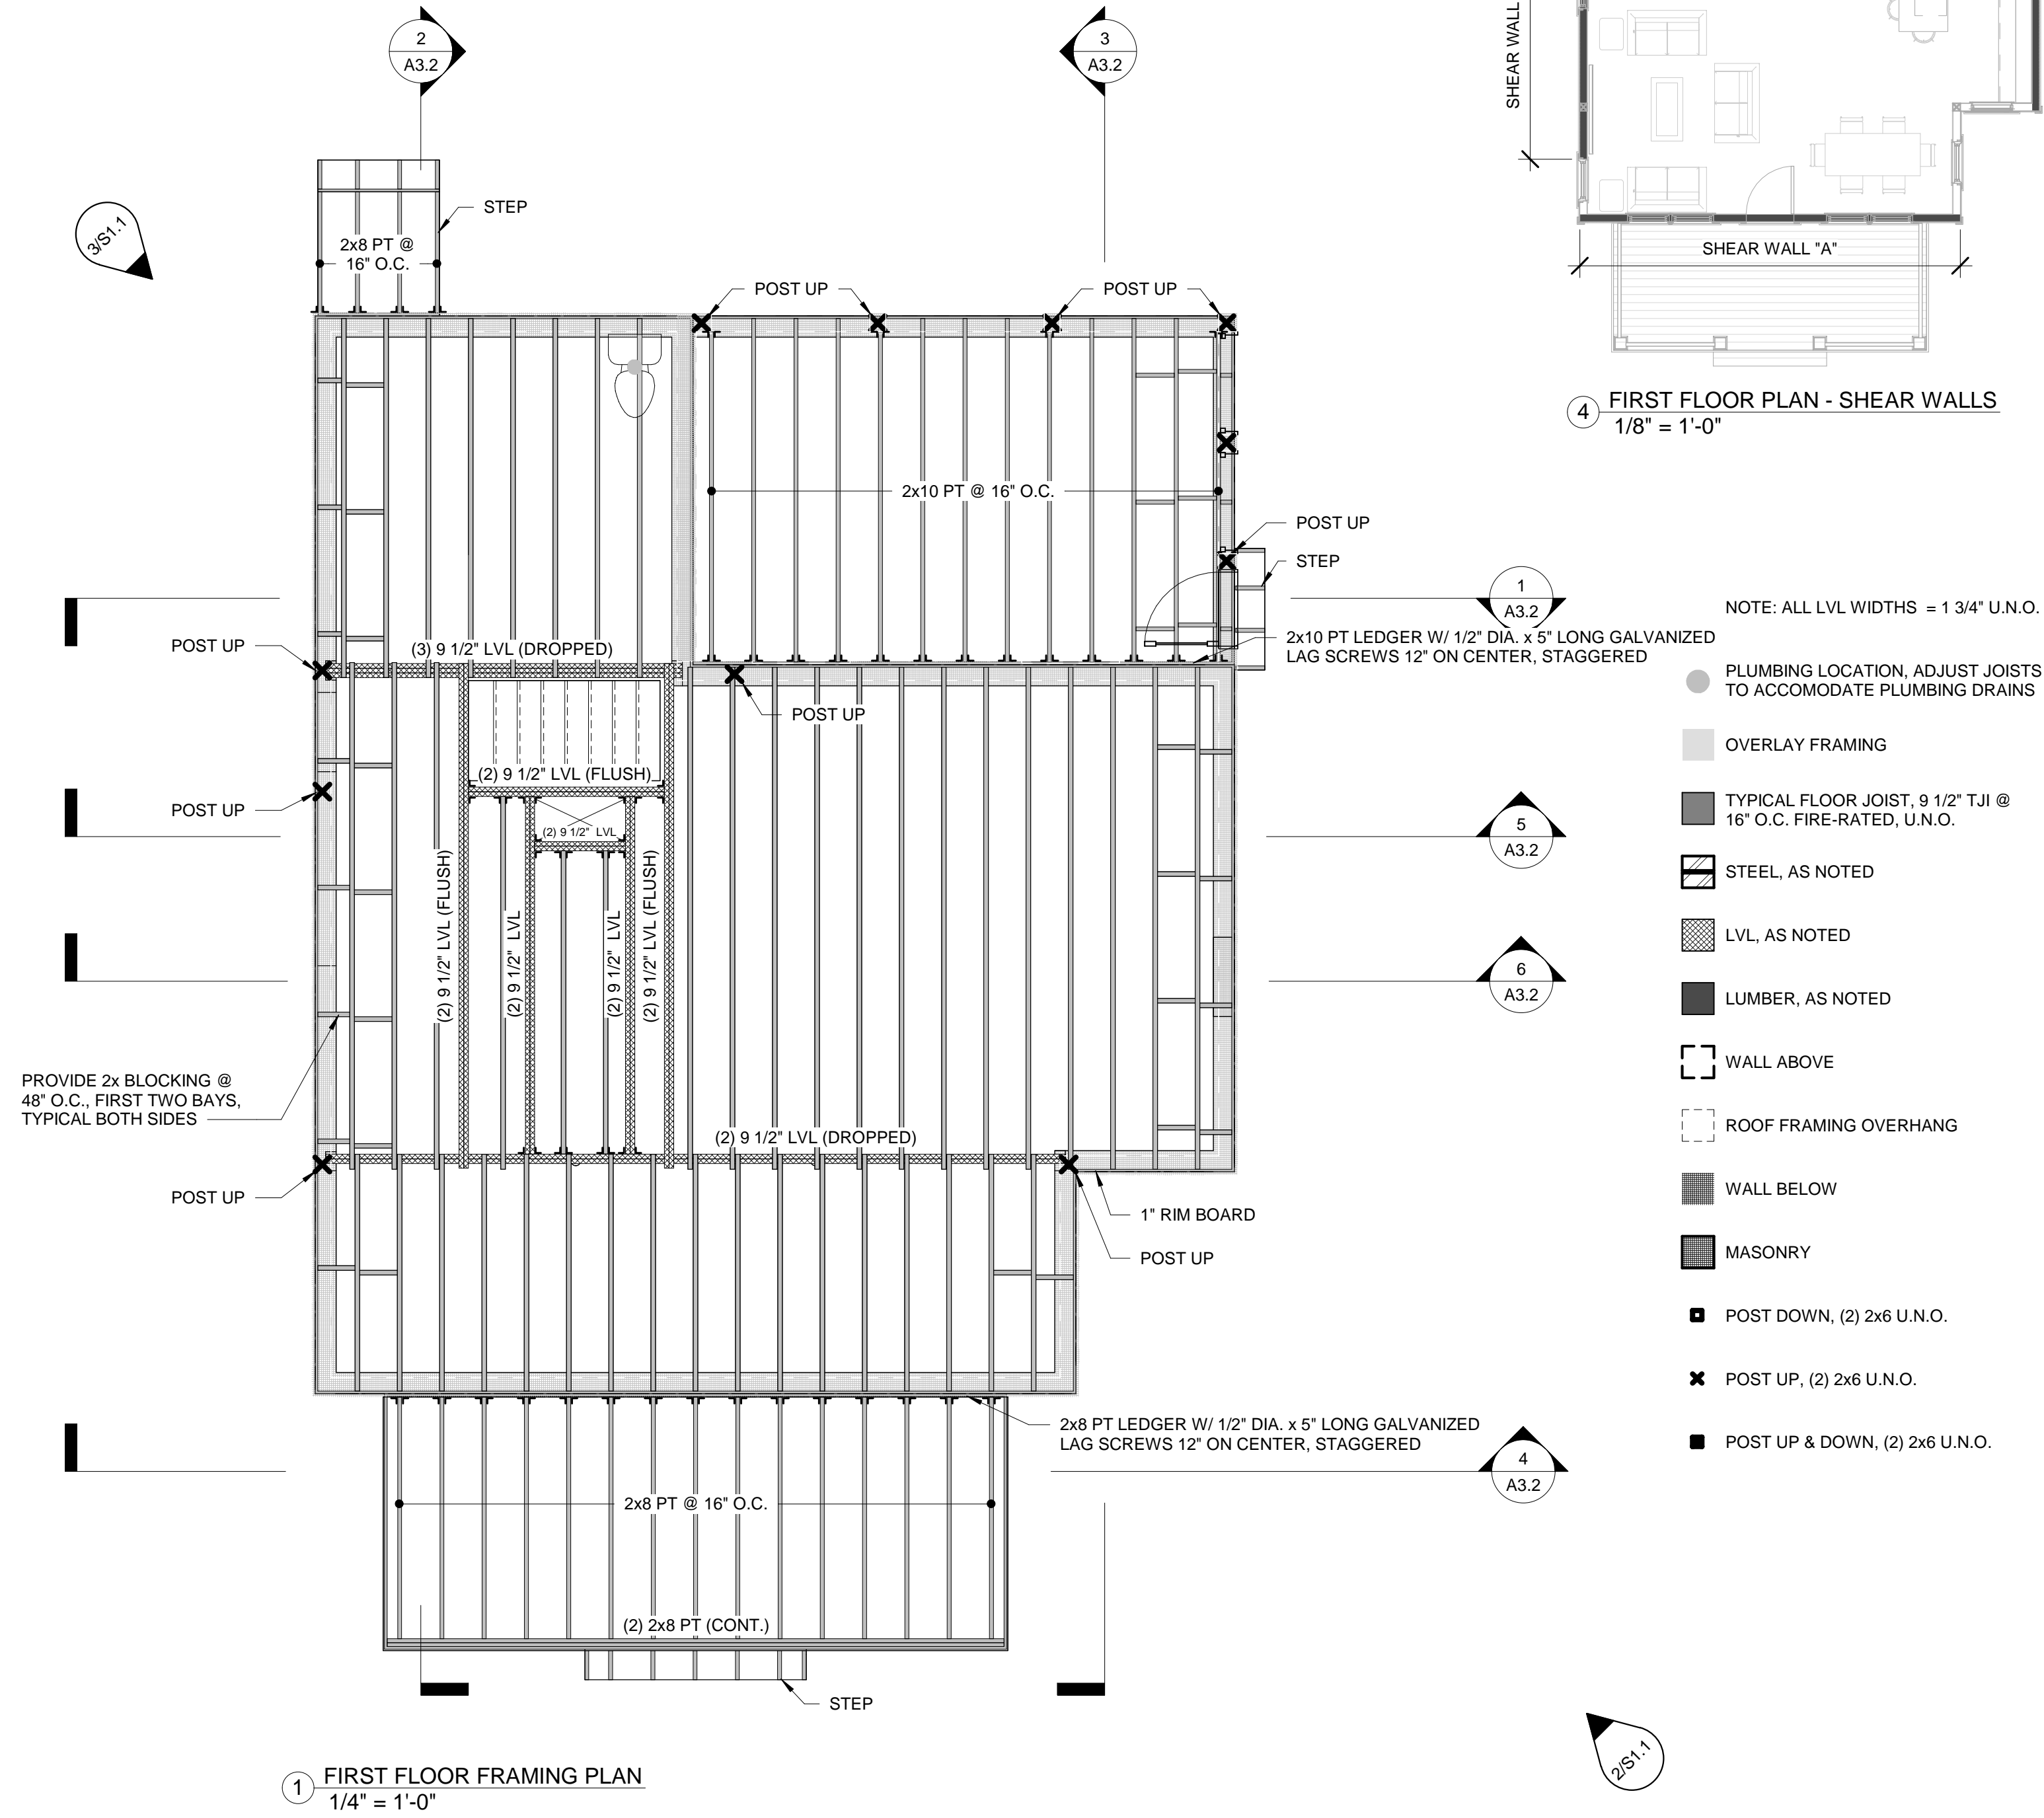 2
A3.2
3
A3.2
SHEAR WALL
3/S1.1
STEP
2x8 PT @
16" O.C.
POST UP
POST UP
SHEAR WALL "A"
4
FIRST FLOOR PLAN - SHEAR WALLS
1/8" = 1'-0"
2x10 PT @ 16" O.C.
POST UP
STEP
1
A3.2
2x10 PT LEDGER W/ 1/2" DIA. x 5" LONG GALVANIZED
LAG SCREWS 12" ON CENTER, STAGGERED
POST UP
(3) 9 1/2" LVL (DROPPED)
POST UP
(2) 9 1/2" LVL (FLUSH)
POST UP
(2) 9 1/2" LVL
(2) 9 1/2" LVL (FLUSH)
(2) 9 1/2" LVL
(2) 9 1/2" LVL
(2) 9 1/2" LVL (FLUSH)
5
A3.2
6
A3.2
PROVIDE 2x BLOCKING @
48" O.C., FIRST TWO BAYS,
TYPICAL BOTH SIDES
(2) 9 1/2" LVL (DROPPED)
POST UP
1" RIM BOARD
POST UP
2x8 PT LEDGER W/ 1/2" DIA. x 5" LONG GALVANIZED
LAG SCREWS 12" ON CENTER, STAGGERED
4
A3.2
2x8 PT @ 16" O.C.
(2) 2x8 PT (CONT.)
STEP
2/S1.1
1
FIRST FLOOR FRAMING PLAN
1/4" = 1'-0"
NOTE: ALL LVL WIDTHS = 1 3/4" U.N.O.
PLUMBING LOCATION, ADJUST JOISTS
TO ACCOMODATE PLUMBING DRAINS
OVERLAY FRAMING
TYPICAL FLOOR JOIST, 9 1/2" TJI @
16" O.C. FIRE-RATED, U.N.O.
STEEL, AS NOTED
LVL, AS NOTED
LUMBER, AS NOTED
WALL ABOVE
ROOF FRAMING OVERHANG
WALL BELOW
MASONRY
POST DOWN, (2) 2x6 U.N.O.
POST UP, (2) 2x6 U.N.O.
POST UP & DOWN, (2) 2x6 U.N.O.